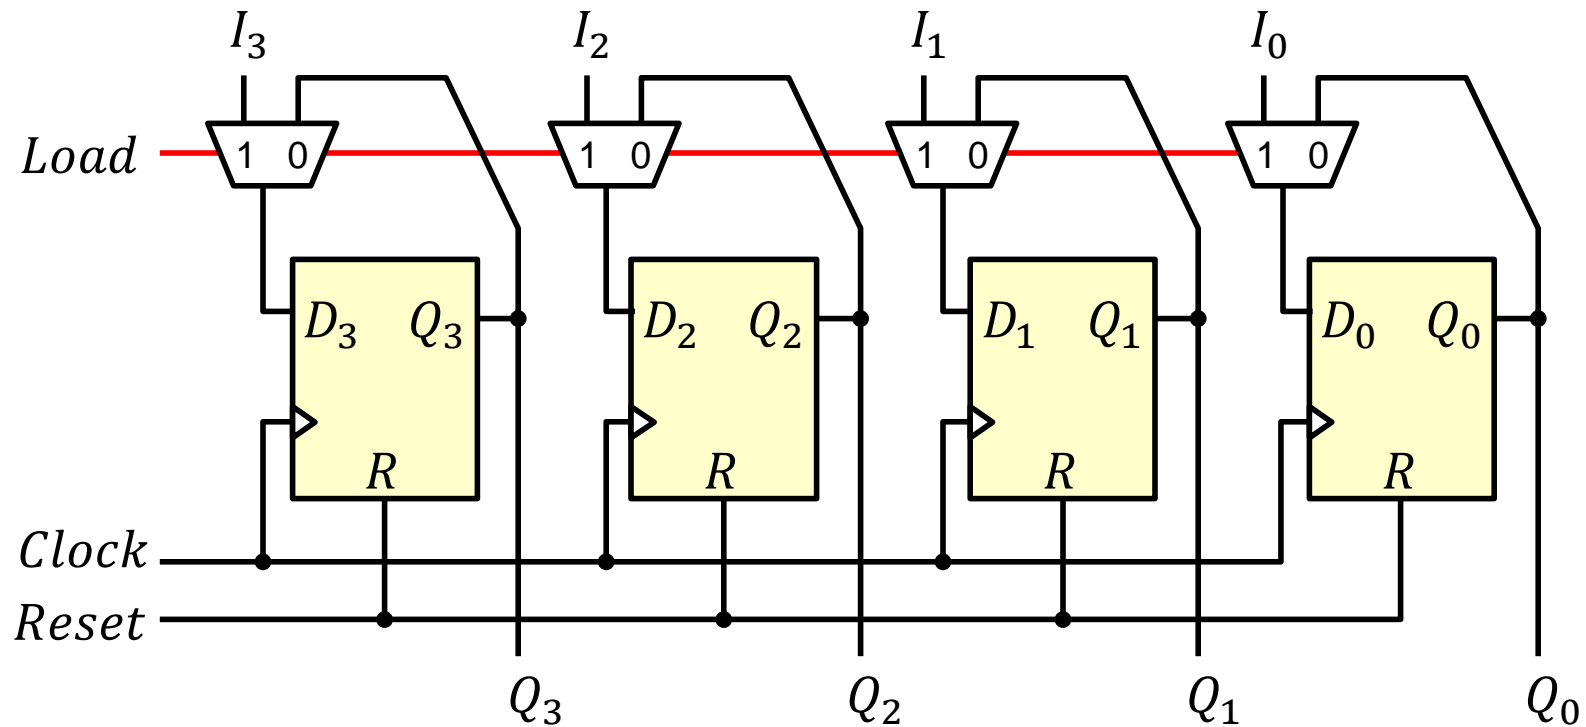 I₃ I₂ I₁ I₀
Load 1 0 1 0 1 0 1 0
D₃ Q₃ D₂ Q₂ D₁ Q₁ D₀ Q₀
R R R R
Clock
Reset
Q₃ Q₂ Q₁ Q₀